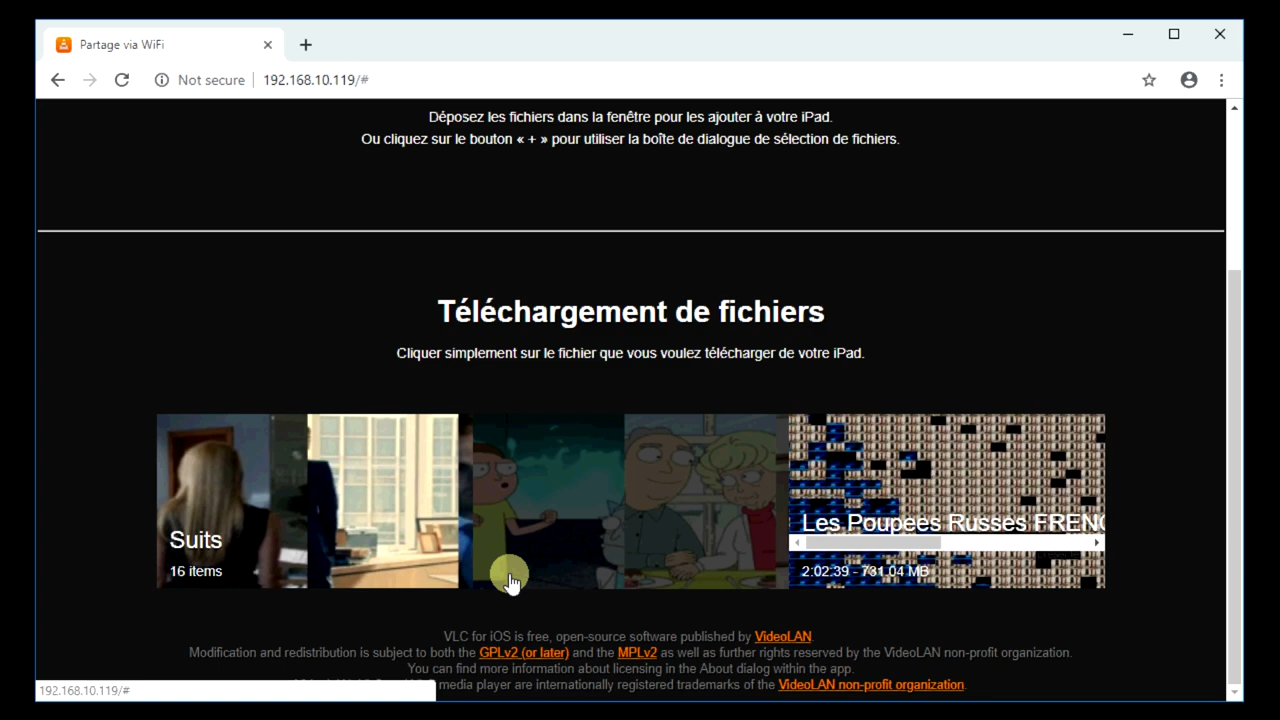 Partage via WiFi
Not secure 192.168.10.119/#
Déposez les fichiers dans la fenêtre pour les ajouter à votre iPad.
Ou cliquez sur le bouton « + » pour utiliser la boîte de dialogue de sélection de fichiers.
Téléchargement de fichiers
Cliquer simplement sur le fichier que vous voulez télécharger de votre iPad.
Suits
16 items
Les Poupees Russes FRENC
2:02:39 - 731.04 MB
VLC for iOS is free, open-source software published by VideoLAN.
Modification and redistribution is subject to both the GPLv2 (or later) and the MPLv2 as well as further rights reserved by the VideoLAN non-profit organization.
You can find more information about licensing in the About dialog within the app.
media player are internationally registered trademarks of the VideoLAN non-profit organization.
192.168.10.119/#